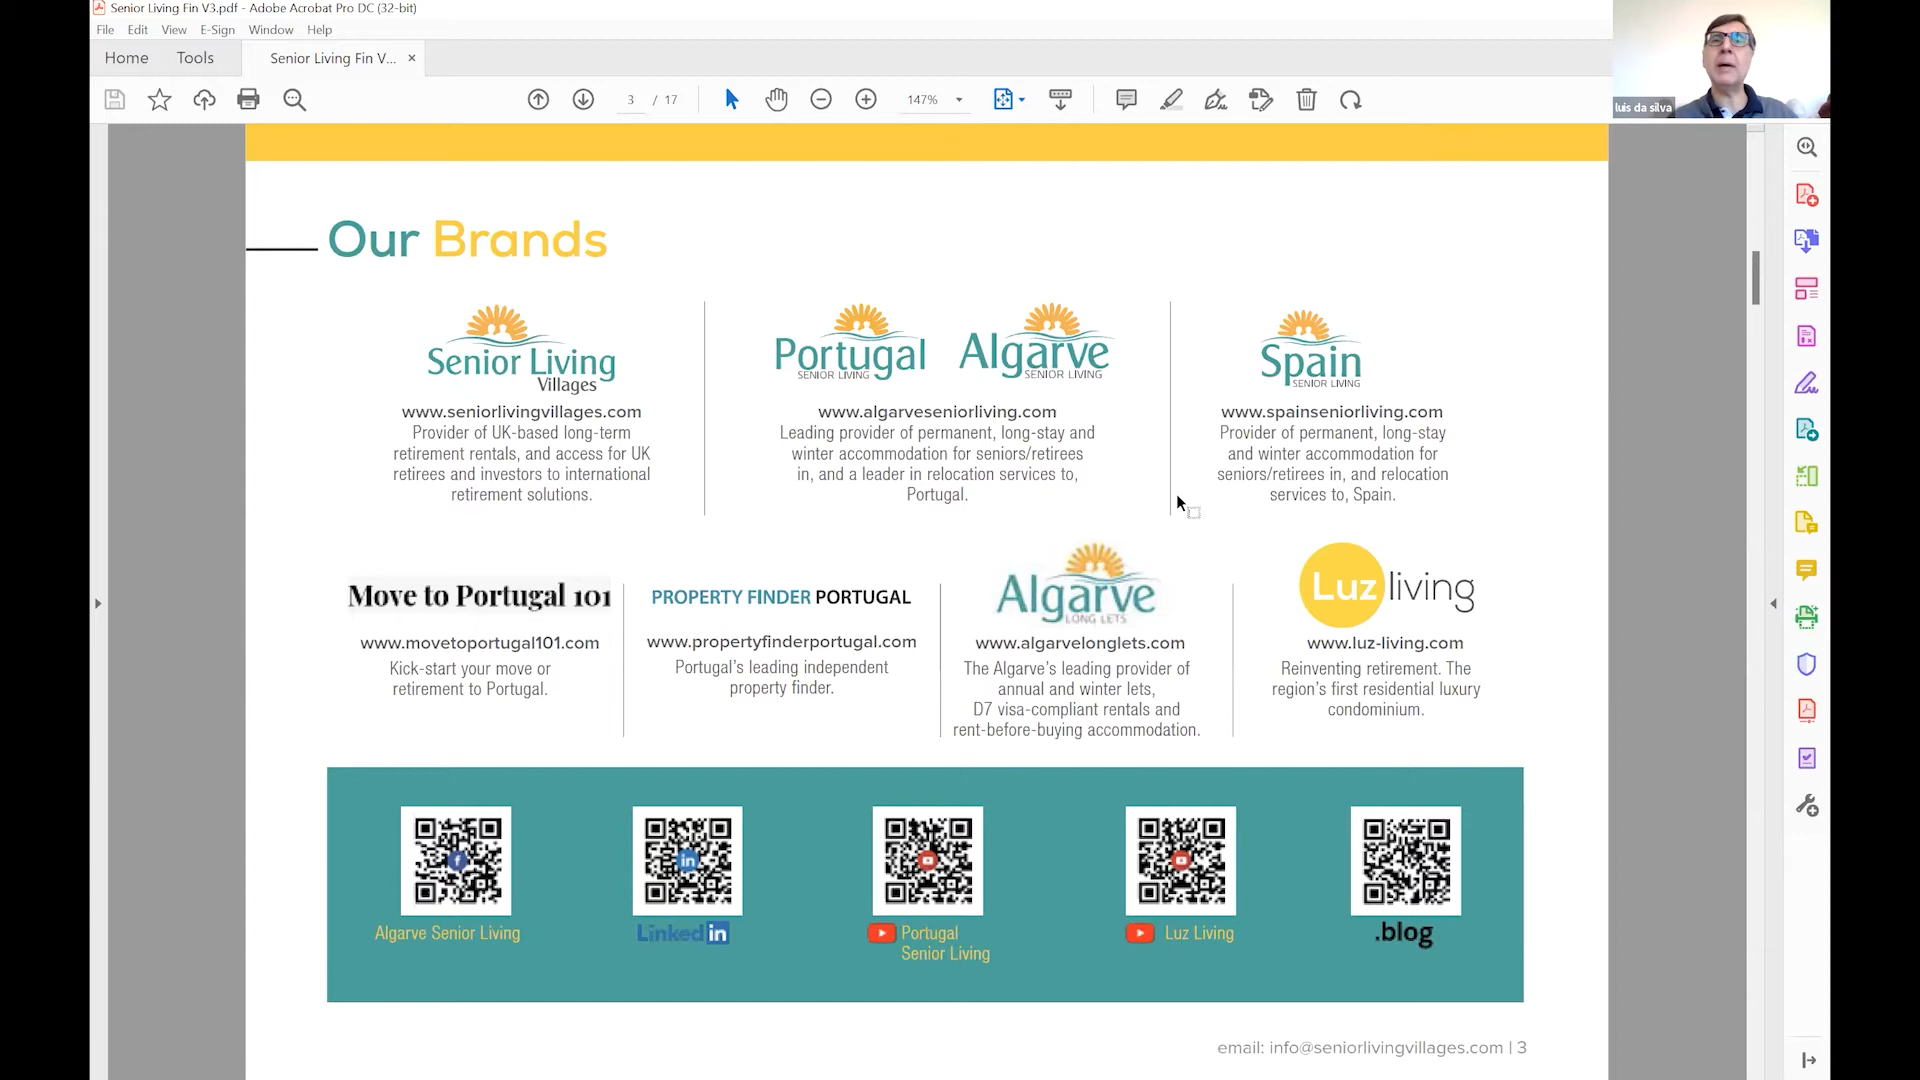 Senior Living Fin V3.pdf - Adobe Acrobat Pro DC (32-bit)
File Edit View E-Sign Window Help
Home Tools Senior Living Fin V... ×
3 / 17 147%
luis da silva
Our Brands
Senior Living
Villages
www.seniorlivingvillages.com
Provider of UK-based long-term
retirement rentals, and access for UK
retirees and investors to international
retirement solutions.
Portugal
SENIOR LIVING
Algarve
SENIOR LIVING
www.algarveseniorliving.com
Leading provider of permanent, long-stay and
winter accommodation for seniors/retirees
in, and a leader in relocation services to,
Portugal.
Spain
SENIOR LIVING
www.spainseniorliving.com
Provider of permanent, long-stay
and winter accommodation for
seniors/retirees in, and relocation
services to, Spain.
Move to Portugal 101
www.movetoportugal101.com
Kick-start your move or
retirement to Portugal.
PROPERTY FINDER PORTUGAL
www.propertyfinderportugal.com
Portugal's leading independent
property finder.
Algarve
LONG LETS
www.algarvelonglets.com
The Algarve's leading provider of
annual and winter lets,
D7 visa-compliant rentals and
rent-before-buying accommodation.
Luz living
www.luz-living.com
Reinventing retirement. The
region's first residential luxury
condominium.
Algarve Senior Living
Linked in
Portugal
Senior Living
Luz Living
.blog
email: info@seniorlivingvillages.com | 3